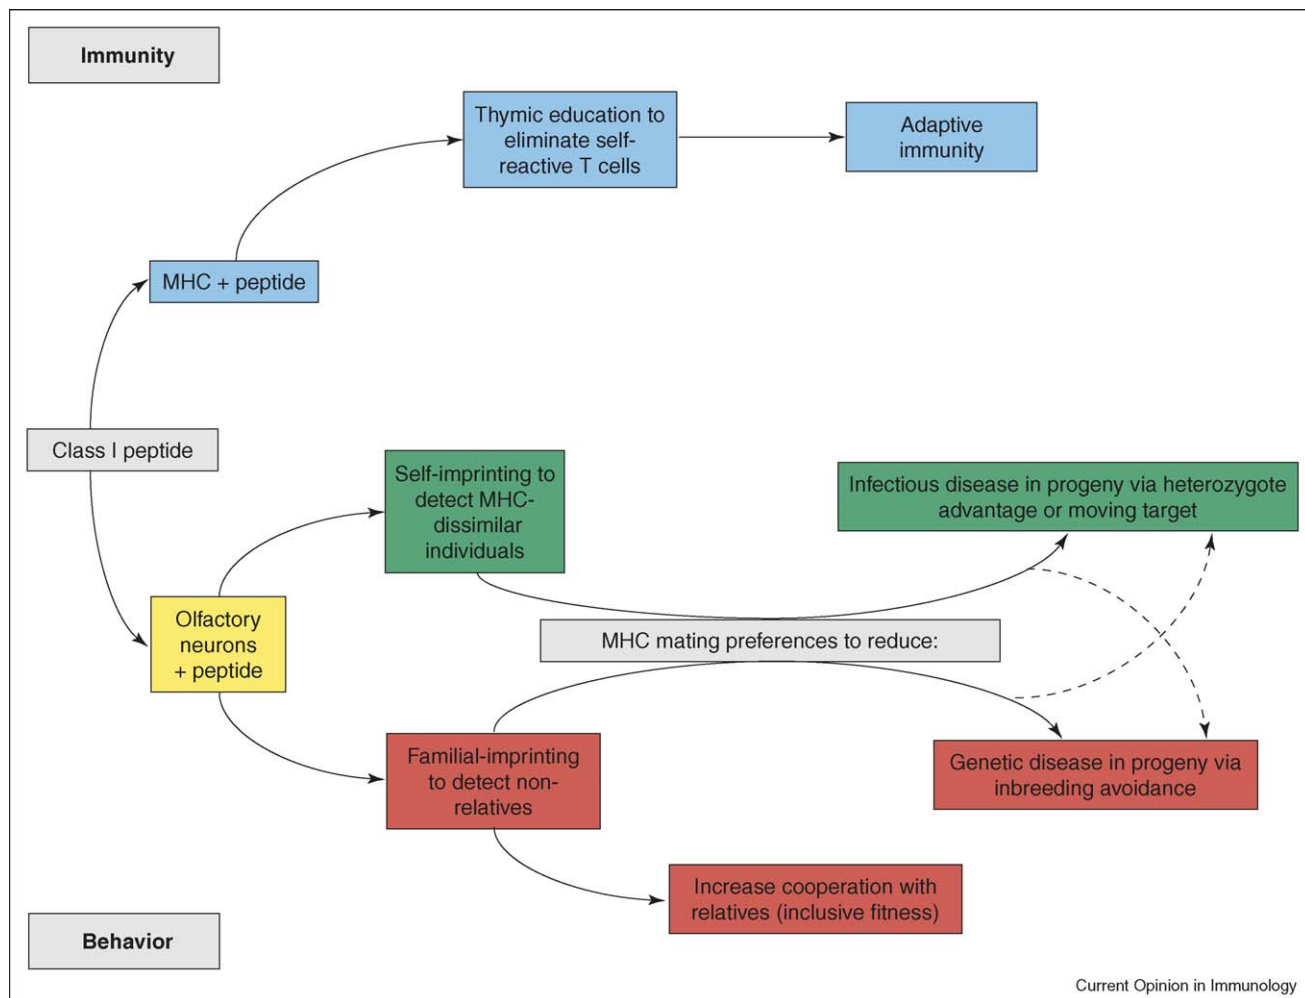 Immunity
Thymic education to
eliminate self-
reactive T cells
Adaptive
immunity
MHC + peptide
Class I peptide
Self-imprinting to
detect MHC-
dissimilar
individuals
Infectious disease in progeny via heterozygote
advantage or moving target
Olfactory
neurons
+ peptide
MHC mating preferences to reduce:
Familial-imprinting
to detect non-
relatives
Genetic disease in progeny via
inbreeding avoidance
Increase cooperation with
relatives (inclusive fitness)
Behavior
Current Opinion in Immunology